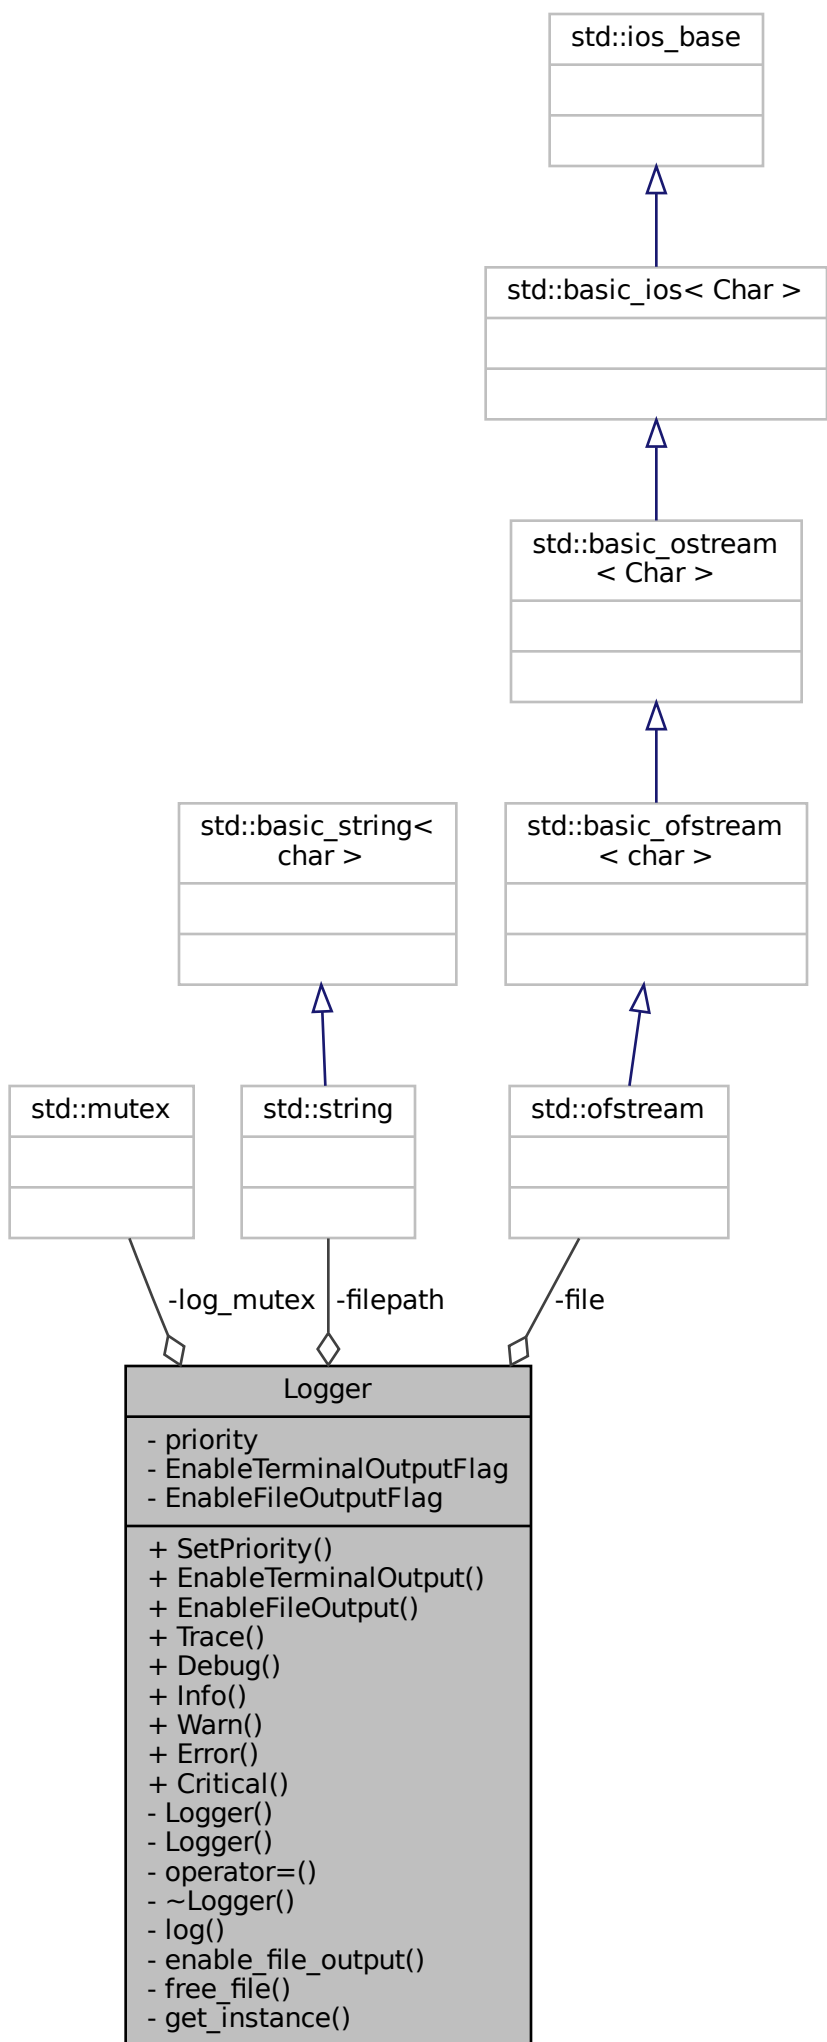 std::ios_base
std::basic_ios< Char >
std::basic_ostream
< Char >
std::basic_string<
char >
std::basic_ofstream
< char >
std::mutex
std::string
std::ofstream
-log_mutex
-filepath
-file
Logger
- priority
- EnableTerminalOutputFlag
- EnableFileOutputFlag
+ SetPriority()
+ EnableTerminalOutput()
+ EnableFileOutput()
+ Trace()
+ Debug()
+ Info()
+ Warn()
+ Error()
+ Critical()
- Logger()
- Logger()
- operator=()
- ~Logger()
- log()
- enable_file_output()
- free_file()
- get_instance()